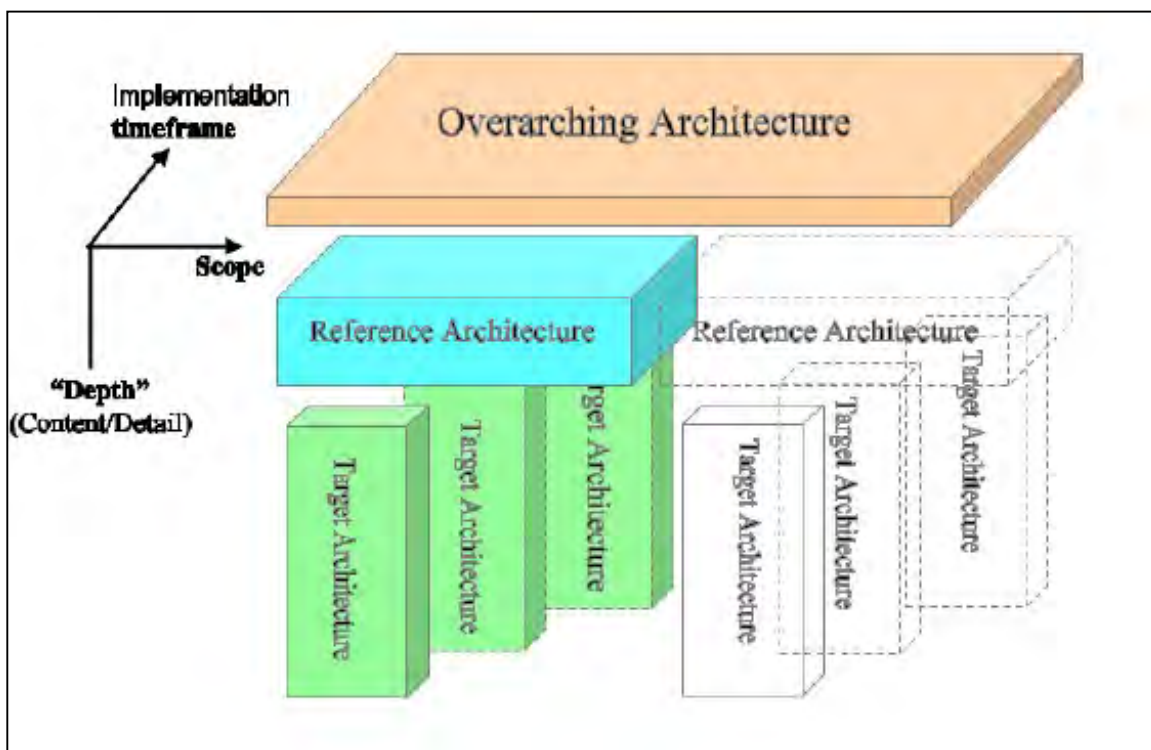 Implementation
timeframe
Overarching Architecture
Scope
"Depth"
(Content/Detail)
Reference Architecture
Reference Architecture
Target Architecture
Target Architecture
Target Architecture
Target Architecture
Target Architecture
Target Architecture